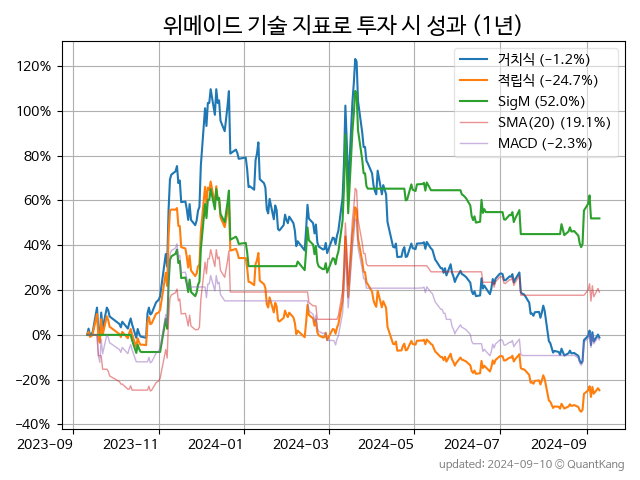 위메이드 기술 지표로 투자 시 성과 (1년)
거치식 (−1.2%)
적립식 (−24.7%)
SigM (52.0%)
SMA(20) (19.1%)
MACD (−2.3%)
120%
100%
80%
60%
40%
20%
0%
−20%
−40%
2023-09 2023-11 2024-01 2024-03 2024-05 2024-07 2024-09
updated: 2024-09-10 ⓒ QuantKang